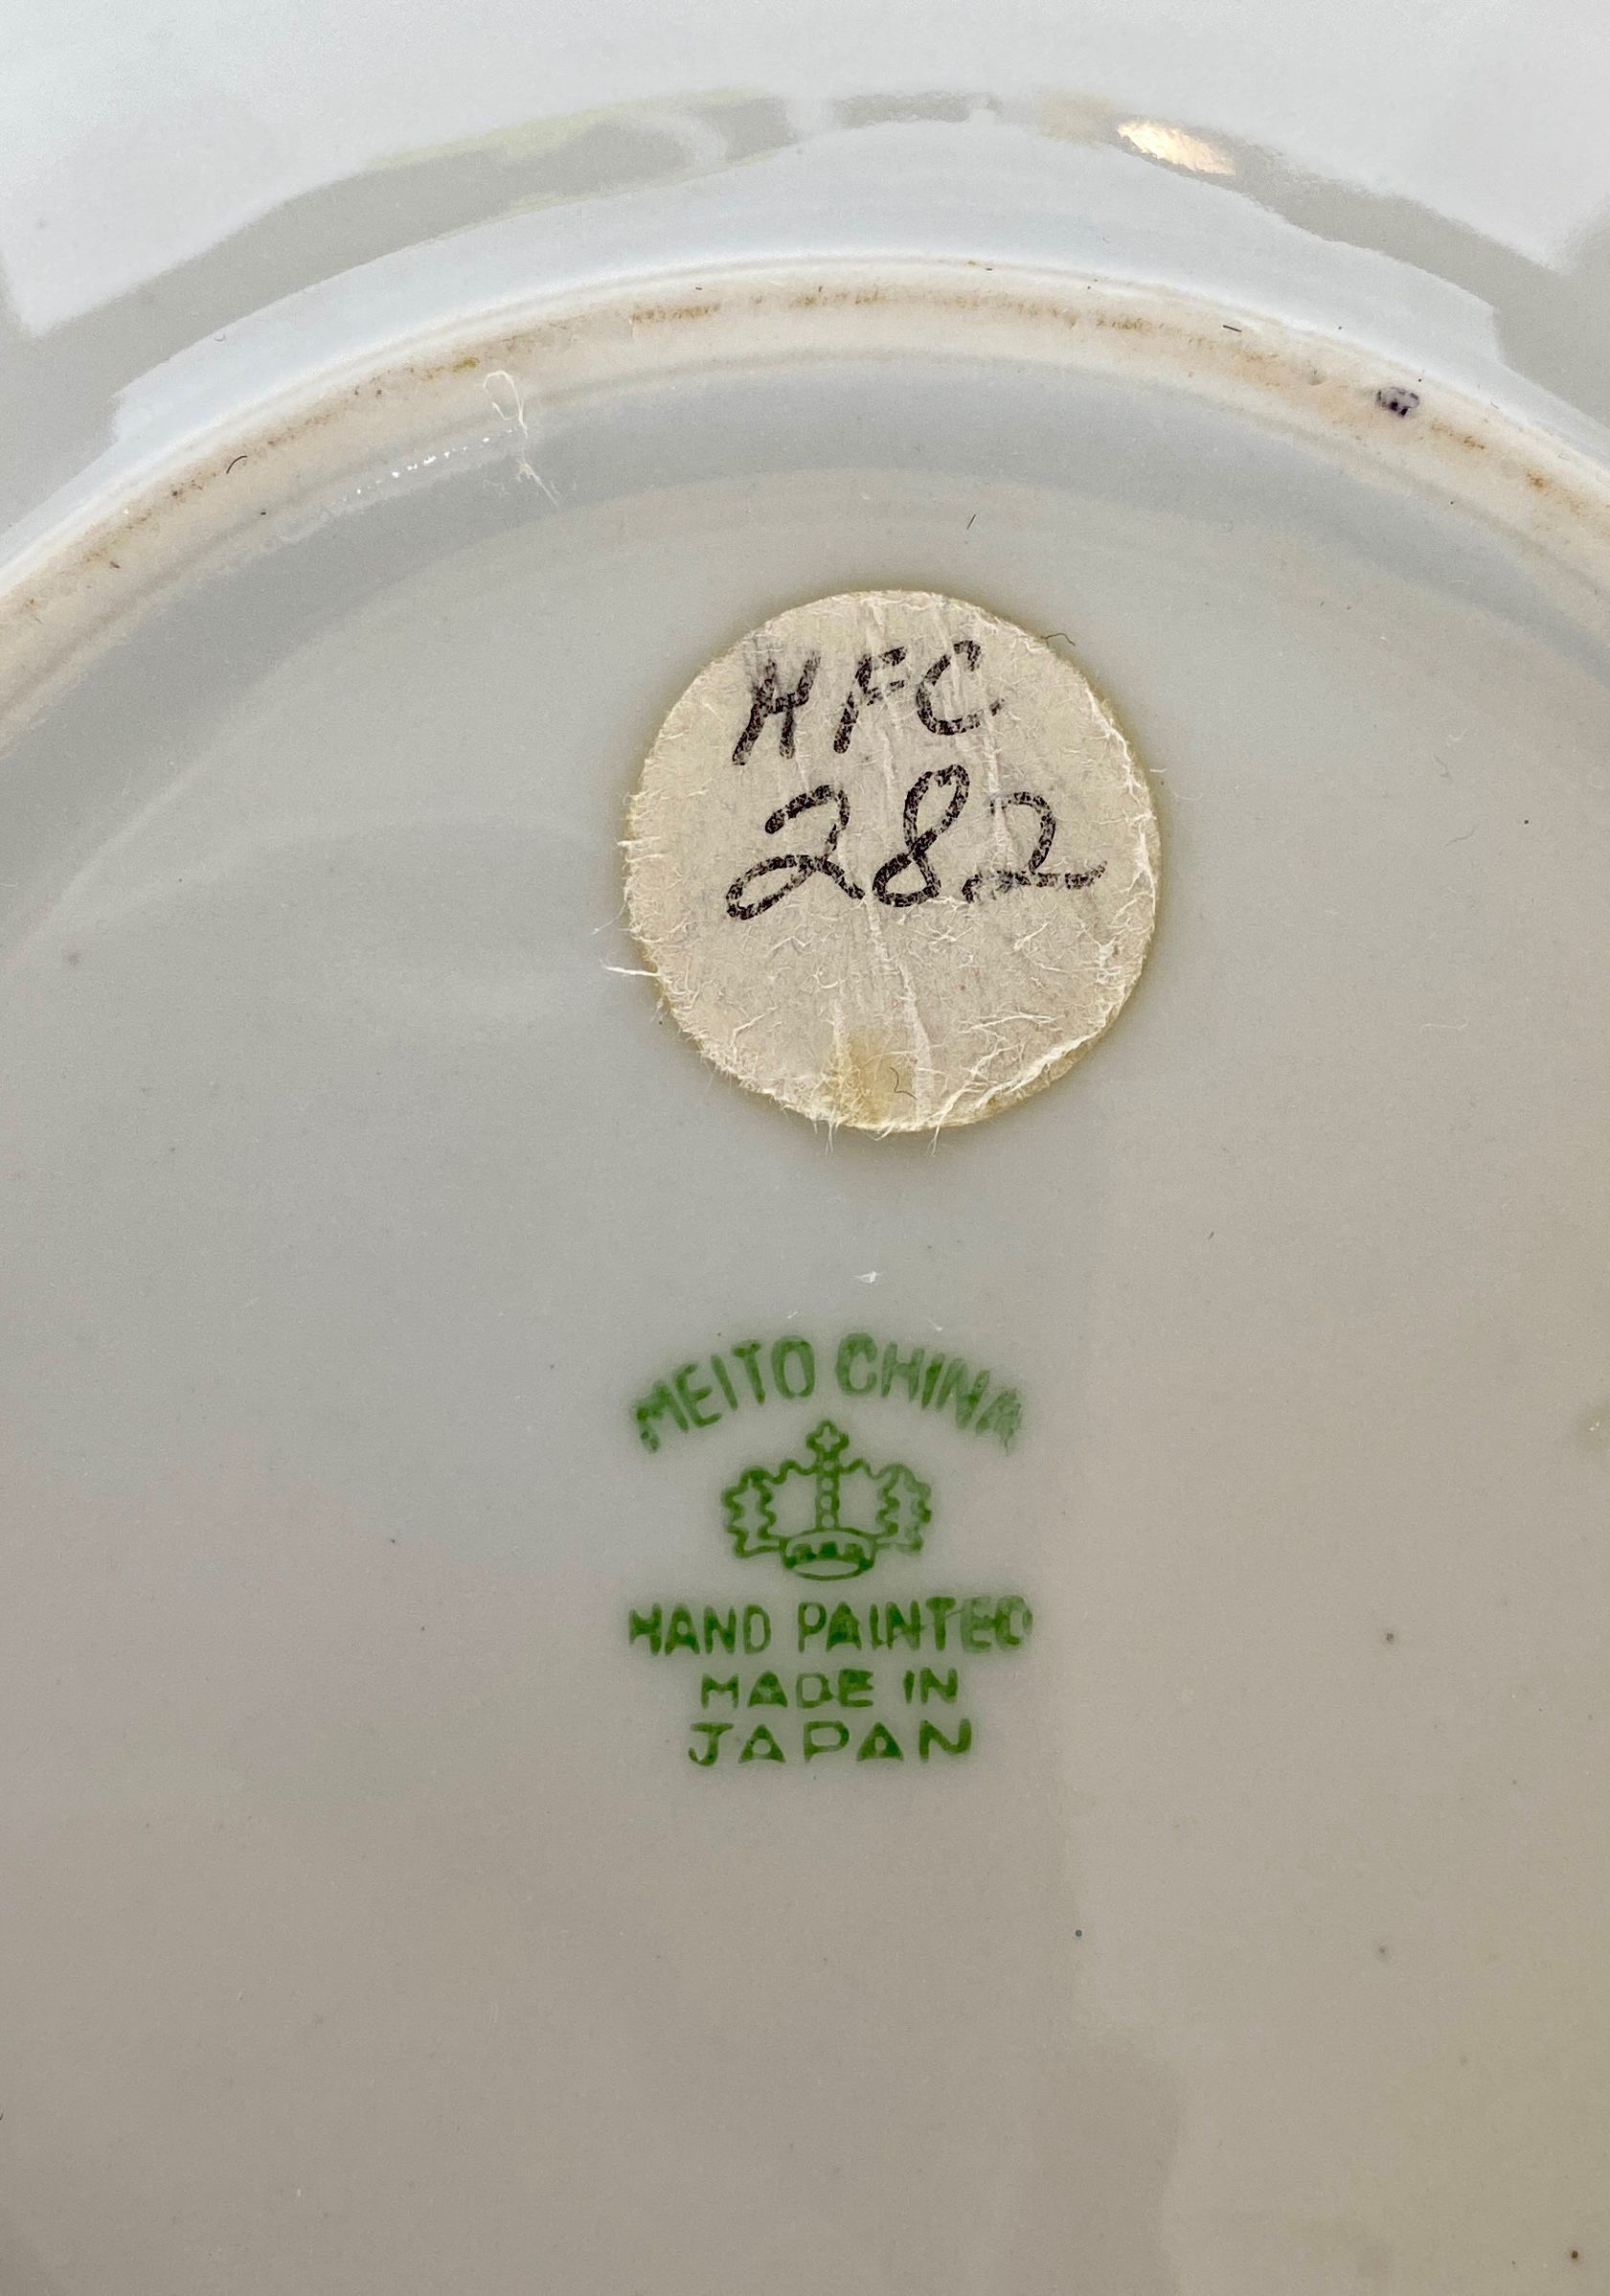 HFC
282
MEITO CHINA
HAND PAINTED
MADE IN
JAPAN